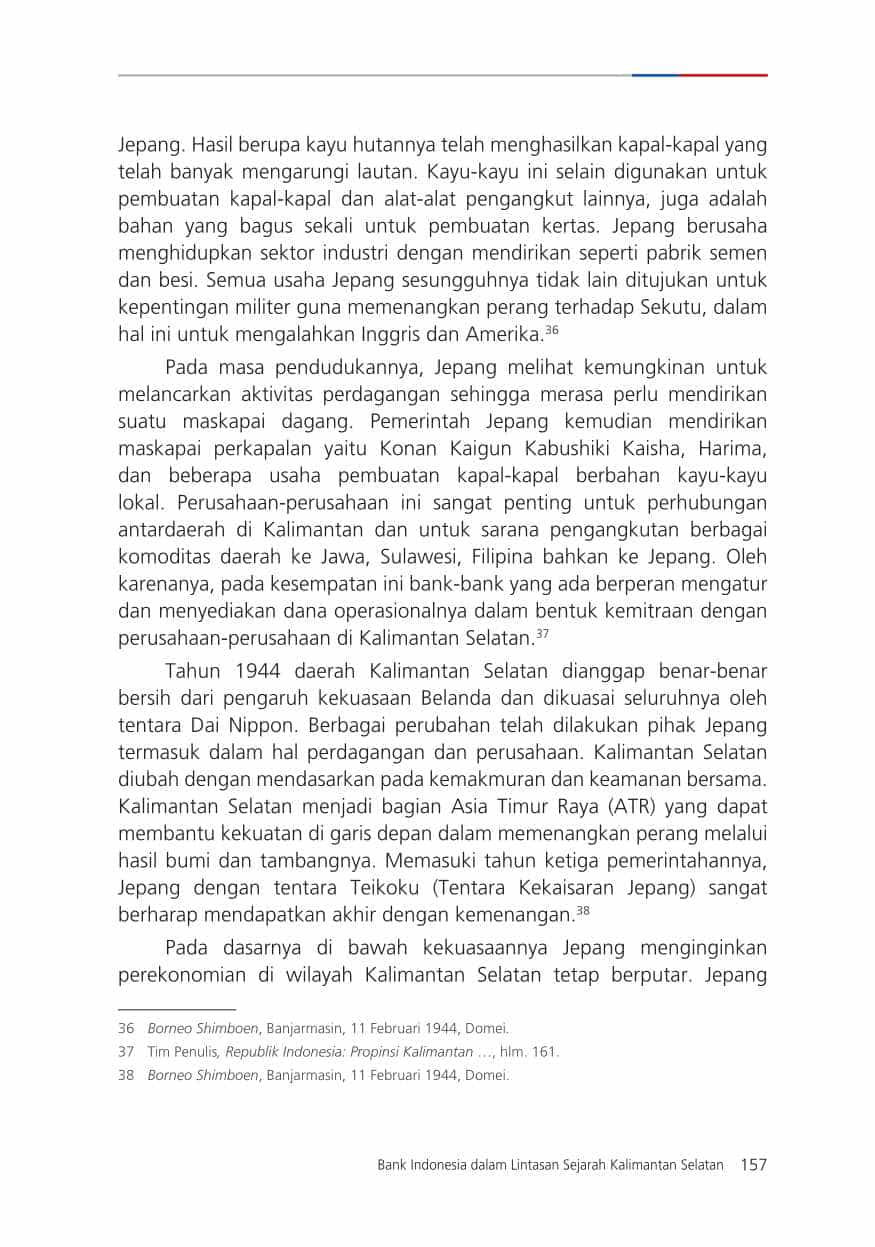 Jepang. Hasil berupa kayu hutannya telah menghasilkan kapal-kapal yang
telah banyak mengarungi lautan. Kayu-kayu ini selain digunakan untuk
pembuatan kapal-kapal dan alat-alat pengangkut lainnya, juga adalah
bahan yang bagus sekali untuk pembuatan kertas. Jepang berusaha
menghidupkan sektor industri dengan mendirikan seperti pabrik semen
dan besi. Semua usaha Jepang sesungguhnya tidak lain ditujukan untuk
kepentingan militer guna memenangkan perang terhadap Sekutu, dalam
hal ini untuk mengalahkan Inggris dan Amerika.36
Pada masa pendudukannya, Jepang melihat kemungkinan untuk
melancarkan aktivitas perdagangan sehingga merasa perlu mendirikan
suatu maskapai dagang. Pemerintah Jepang kemudian mendirikan
maskapai perkapalan yaitu Konan Kaigun Kabushiki Kaisha, Harima,
dan beberapa usaha pembuatan kapal-kapal berbahan kayu-kayu
lokal. Perusahaan-perusahaan ini sangat penting untuk perhubungan
antardaerah di Kalimantan dan untuk sarana pengangkutan berbagai
komoditas daerah ke Jawa, Sulawesi, Filipina bahkan ke Jepang. Oleh
karenanya, pada kesempatan ini bank-bank yang ada berperan mengatur
dan menyediakan dana operasionalnya dalam bentuk kemitraan dengan
perusahaan-perusahaan di Kalimantan Selatan.37
Tahun 1944 daerah Kalimantan Selatan dianggap benar-benar
bersih dari pengaruh kekuasaan Belanda dan dikuasai seluruhnya oleh
tentara Dai Nippon. Berbagai perubahan telah dilakukan pihak Jepang
termasuk dalam hal perdagangan dan perusahaan. Kalimantan Selatan
diubah dengan mendasarkan pada kemakmuran dan keamanan bersama.
Kalimantan Selatan menjadi bagian Asia Timur Raya (ATR) yang dapat
membantu kekuatan di garis depan dalam memenangkan perang melalui
hasil bumi dan tambangnya. Memasuki tahun ketiga pemerintahannya,
Jepang dengan tentara Teikoku (Tentara Kekaisaran Jepang) sangat
berharap mendapatkan akhir dengan kemenangan.38
Pada dasarnya di bawah kekuasaannya Jepang menginginkan
perekonomian di wilayah Kalimantan Selatan tetap berputar. Jepang
36 Borneo Shimboen, Banjarmasin, 11 Februari 1944, Domei.
37 Tim Penulis, Republik Indonesia: Propinsi Kalimantan …, hlm. 161.
38 Borneo Shimboen, Banjarmasin, 11 Februari 1944, Domei.
Bank Indonesia dalam Lintasan Sejarah Kalimantan Selatan 157